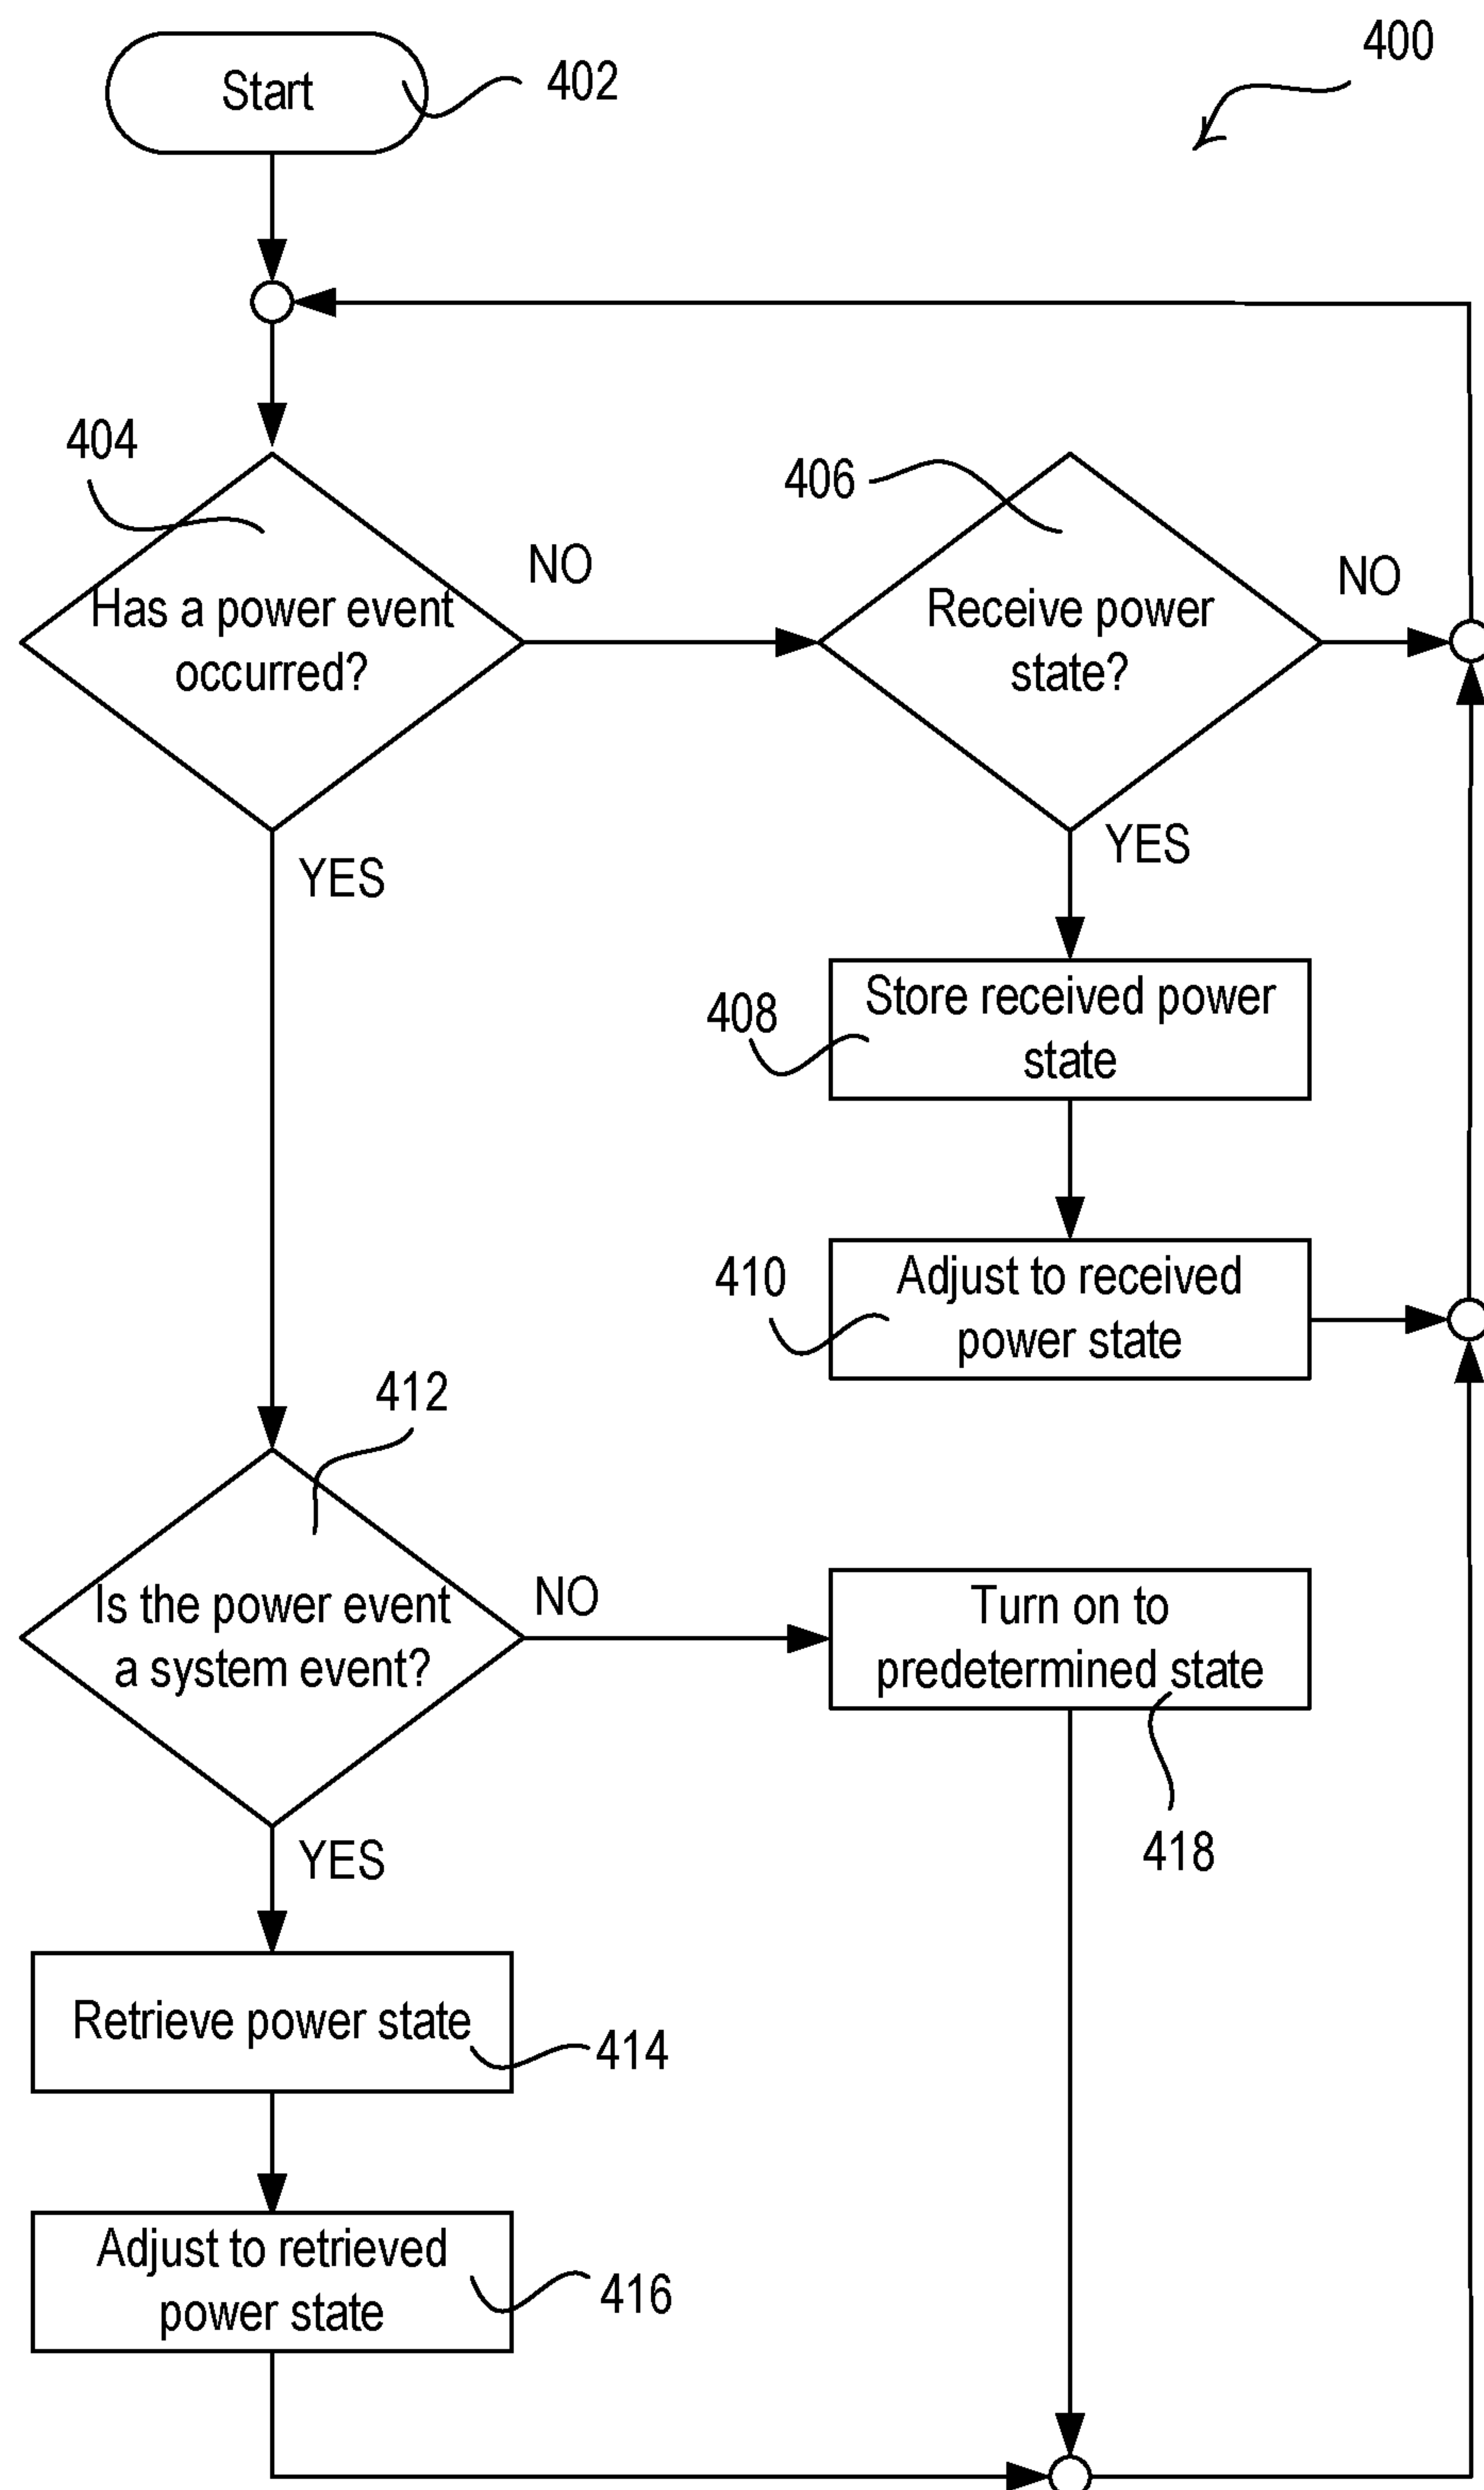 400
Start
402
404
Has a power event
occurred?
NO
406
Receive power
state?
NO
YES
YES
408
Store received power
state
410
Adjust to received
power state
412
Is the power event
a system event?
NO
Turn on to
predetermined state
418
YES
Retrieve power state
414
Adjust to retrieved
power state
416